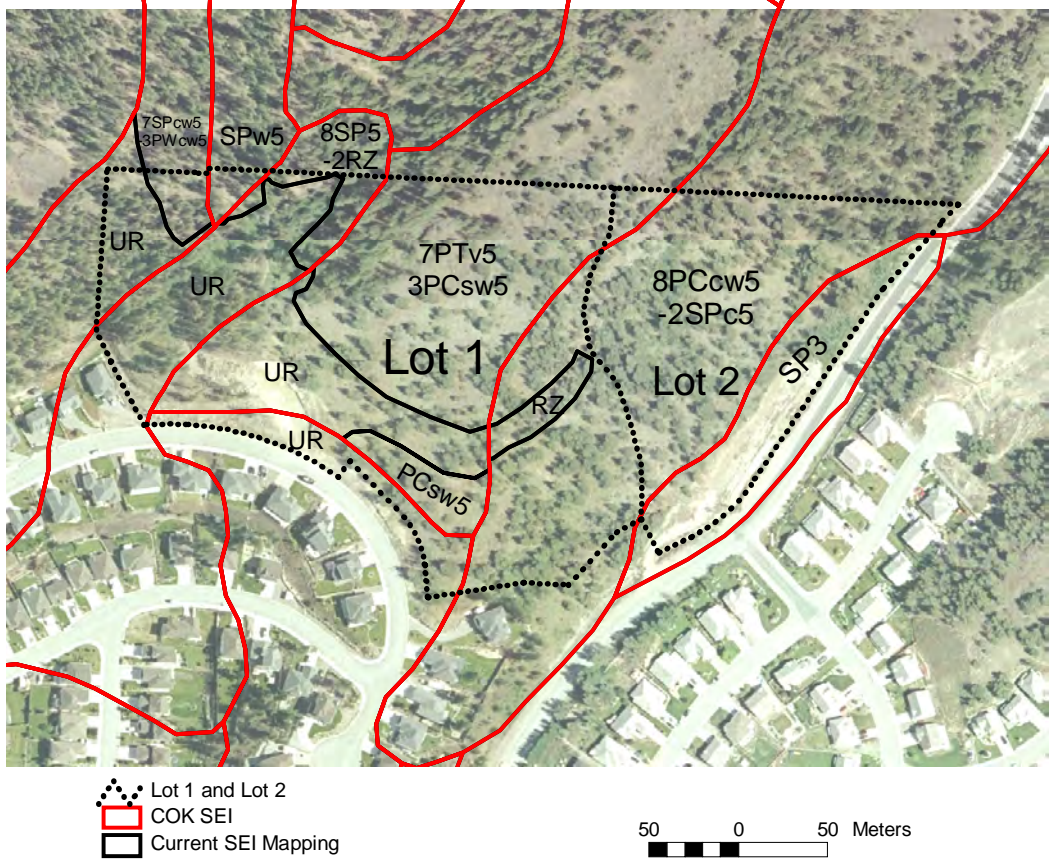 7SPcw5
-3PWcw5
SPw5
8SP5
-2RZ
UR
UR
7PTv5
3PCsw5
8PCcw5
-2SPc5
Lot 1
Lot 2
SP3
UR
RZ
UR
PCsw5
Lot 1 and Lot 2
COK SEI
Current SEI Mapping
50 0 50 Meters